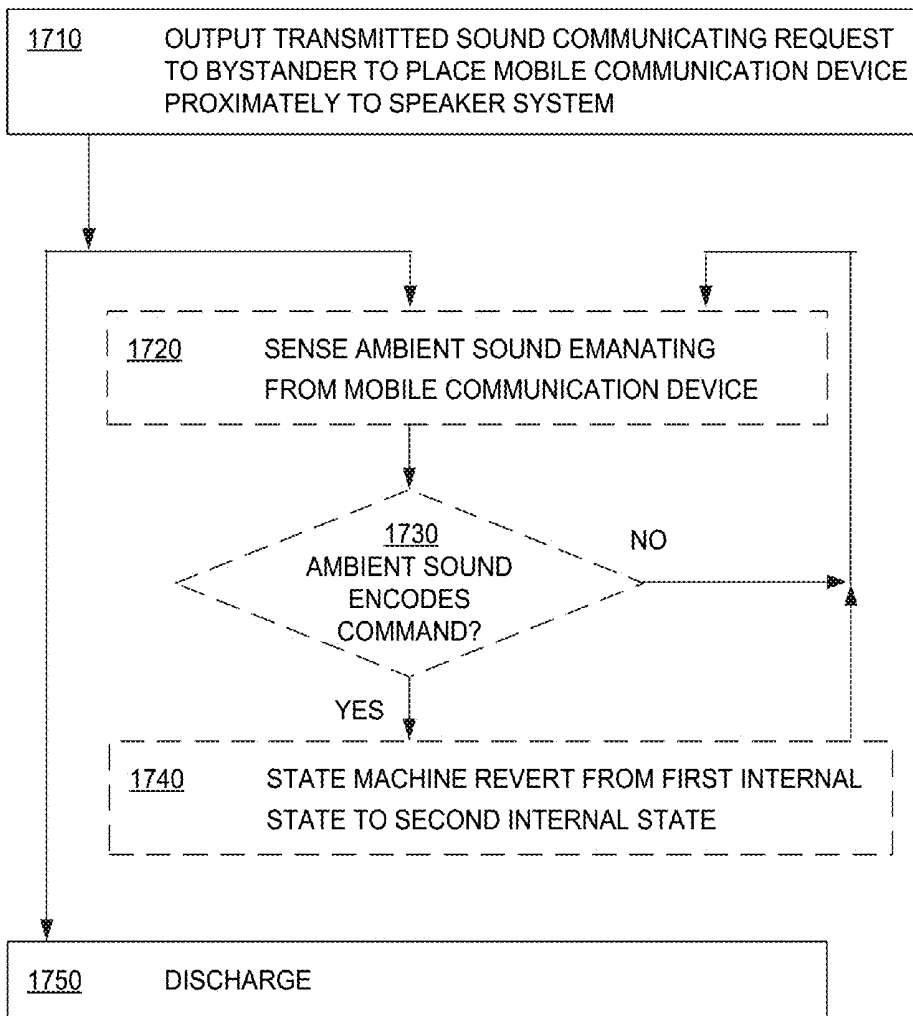 1710 OUTPUT TRANSMITTED SOUND COMMUNICATING REQUEST
TO BYSTANDER TO PLACE MOBILE COMMUNICATION DEVICE
PROXIMATELY TO SPEAKER SYSTEM
1720 SENSE AMBIENT SOUND EMANATING
FROM MOBILE COMMUNICATION DEVICE
1730
AMBIENT SOUND
ENCODES
COMMAND?
NO
YES
1740 STATE MACHINE REVERT FROM FIRST INTERNAL
STATE TO SECOND INTERNAL STATE
1750 DISCHARGE